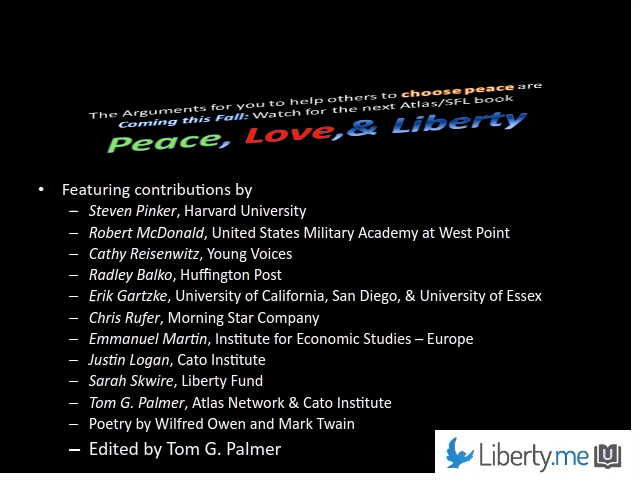 The Arguments for you to help others to choose peace are
Coming this Fall: Watch for the next Atlas/SFL book
Peace, Love,& Liberty
• Featuring contributions by
– Steven Pinker, Harvard University
– Robert McDonald, United States Military Academy at West Point
– Cathy Reisenwitz, Young Voices
– Radley Balko, Huffington Post
– Erik Gartzke, University of California, San Diego, & University of Essex
– Chris Rufer, Morning Star Company
– Emmanuel Martin, Institute for Economic Studies – Europe
– Justin Logan, Cato Institute
– Sarah Skwire, Liberty Fund
– Tom G. Palmer, Atlas Network & Cato Institute
– Poetry by Wilfred Owen and Mark Twain
– Edited by Tom G. Palmer
Liberty.me U